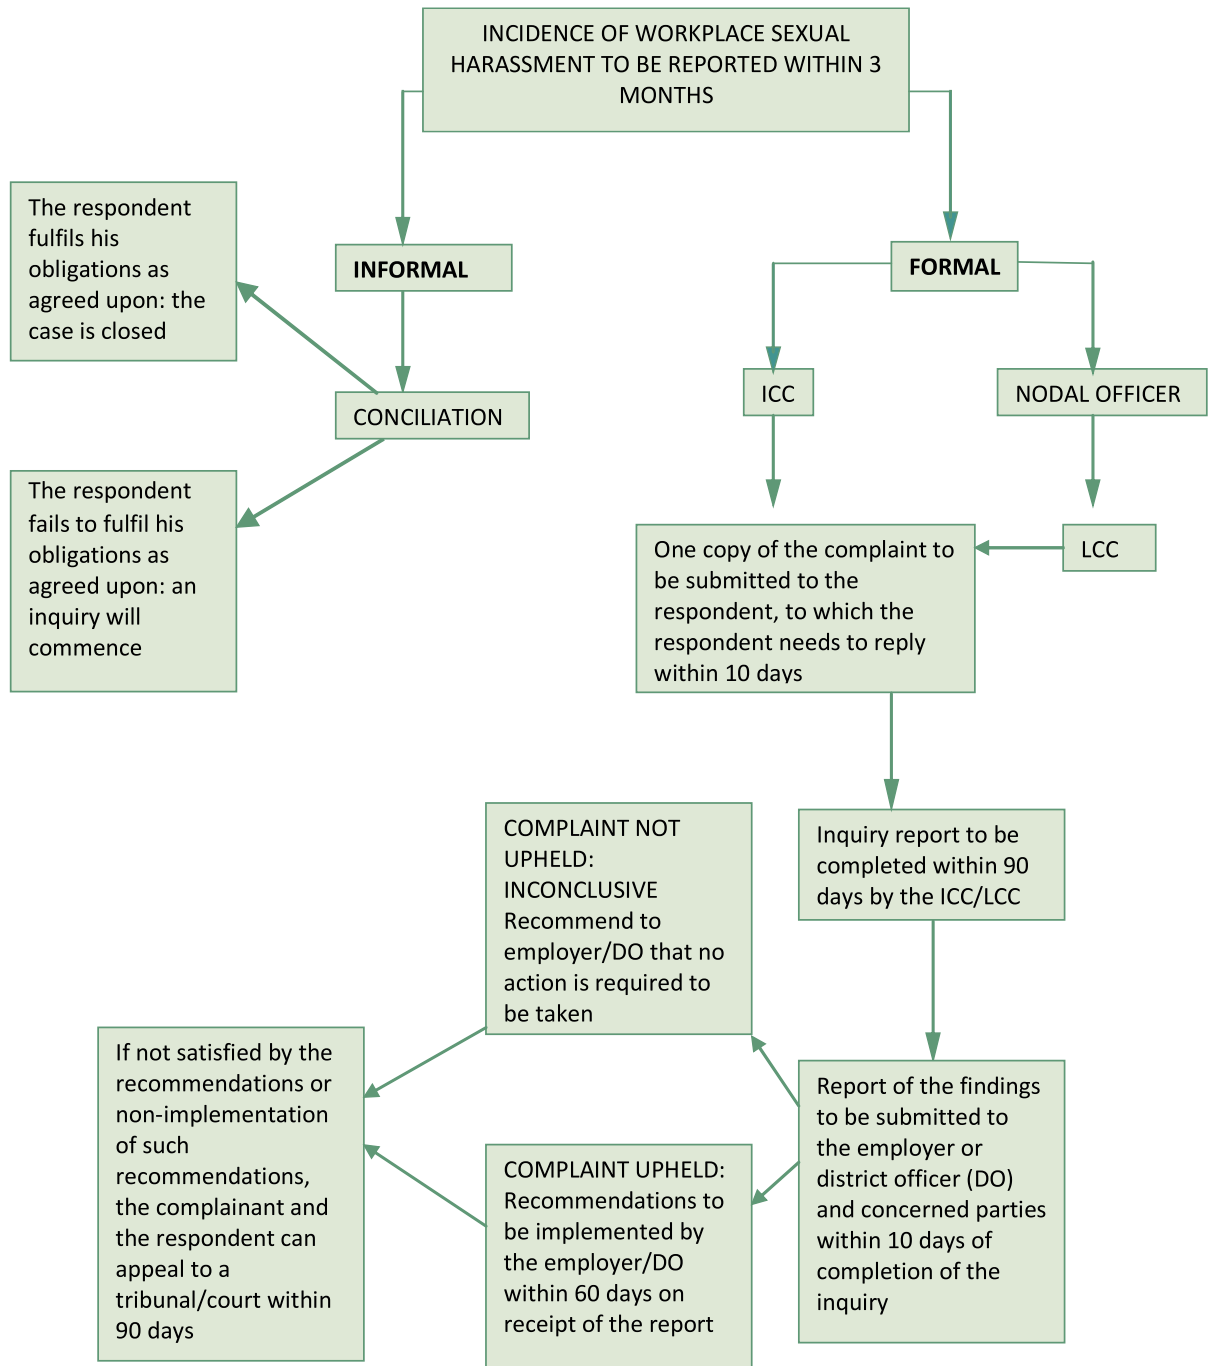 INCIDENCE OF WORKPLACE SEXUAL
HARASSMENT TO BE REPORTED WITHIN 3
MONTHS
The respondent
fulfils his
obligations as
agreed upon: the
case is closed
INFORMAL
FORMAL
CONCILIATION
ICC
NODAL OFFICER
The respondent
fails to fulfil his
obligations as
agreed upon: an
inquiry will
commence
One copy of the complaint to
be submitted to the
respondent, to which the
respondent needs to reply
within 10 days
LCC
Inquiry report to be
completed within 90
days by the ICC/LCC
COMPLAINT NOT
UPHELD:
INCONCLUSIVE
Recommend to
employer/DO that no
action is required to
be taken
Report of the findings
to be submitted to
the employer or
district officer (DO)
and concerned parties
within 10 days of
completion of the
inquiry
COMPLAINT UPHELD:
Recommendations to
be implemented by
the employer/DO
within 60 days on
receipt of the report
If not satisfied by the
recommendations or
non-implementation
of such
recommendations,
the complainant and
the respondent can
appeal to a
tribunal/court within
90 days